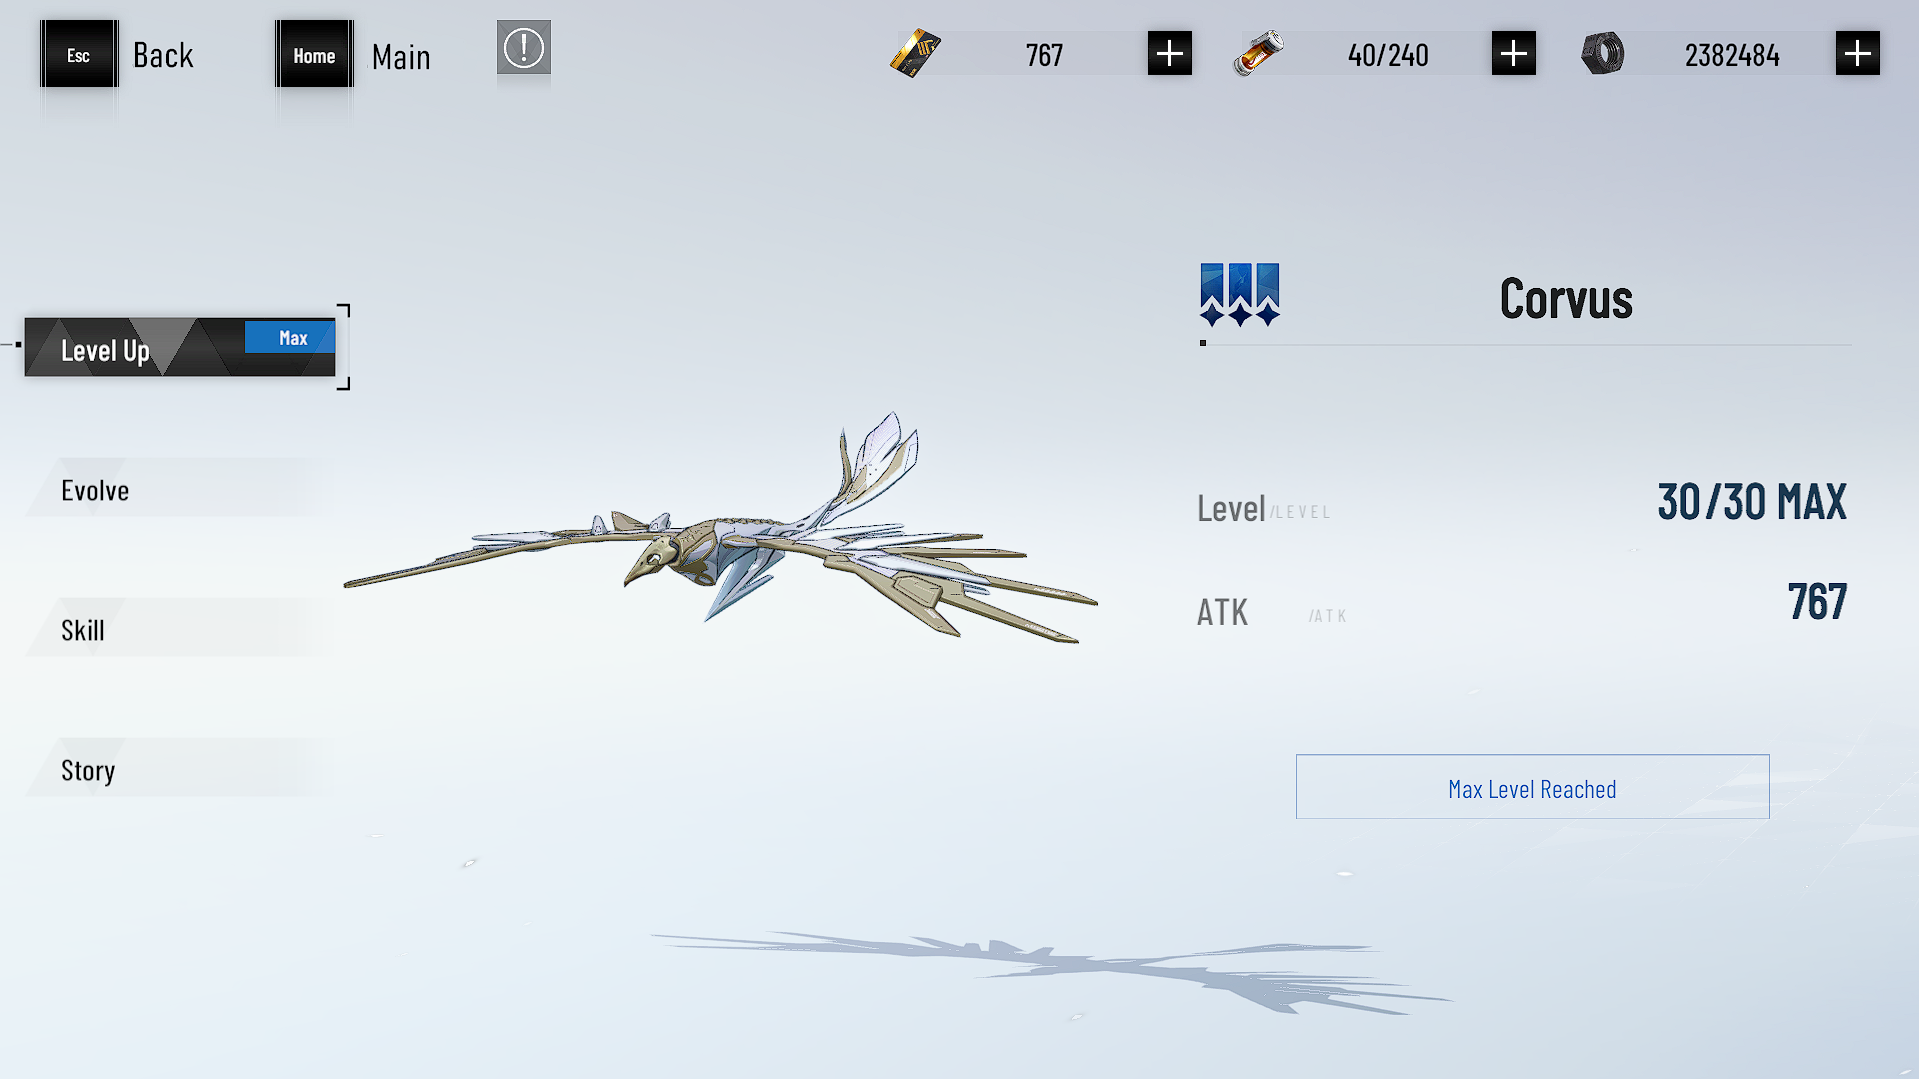 Esc Back Home Main 767 40/240 2382484
Corvus
Level Up Max
Evolve
Skill
Story
Level /LEVEL 30/30 MAX
ATK /ATK 767
Max Level Reached